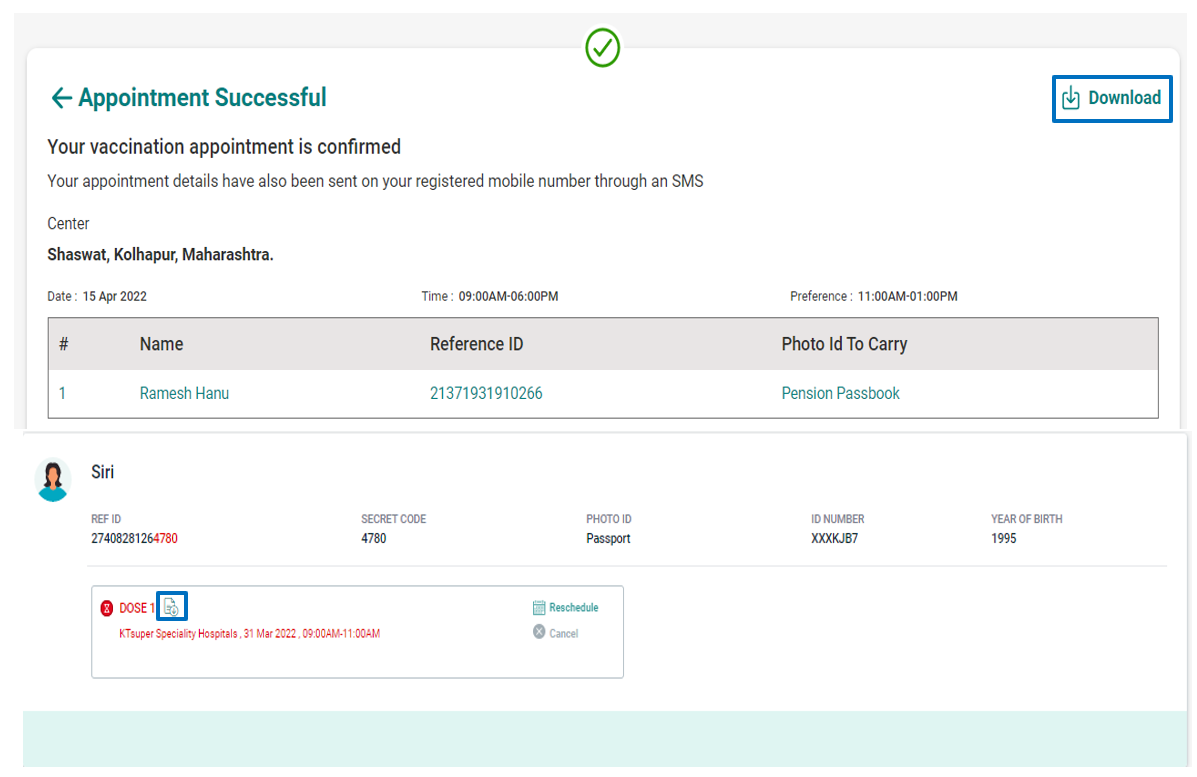 Appointment Successful
Download
Your vaccination appointment is confirmed
Your appointment details have also been sent on your registered mobile number through an SMS
Center
Shaswat, Kolhapur, Maharashtra.
Date : 15 Apr 2022 Time : 09:00AM-06:00PM Preference : 11:00AM-01:00PM
# Name Reference ID Photo Id To Carry
1 Ramesh Hanu 21371931910266 Pension Passbook
Siri
REF ID SECRET CODE PHOTO ID ID NUMBER YEAR OF BIRTH
27408281264780 4780 Passport XXXKJB7 1995
DOSE 1 Reschedule
KTsuper Speciality Hospitals , 31 Mar 2022 , 09:00AM-11:00AM Cancel